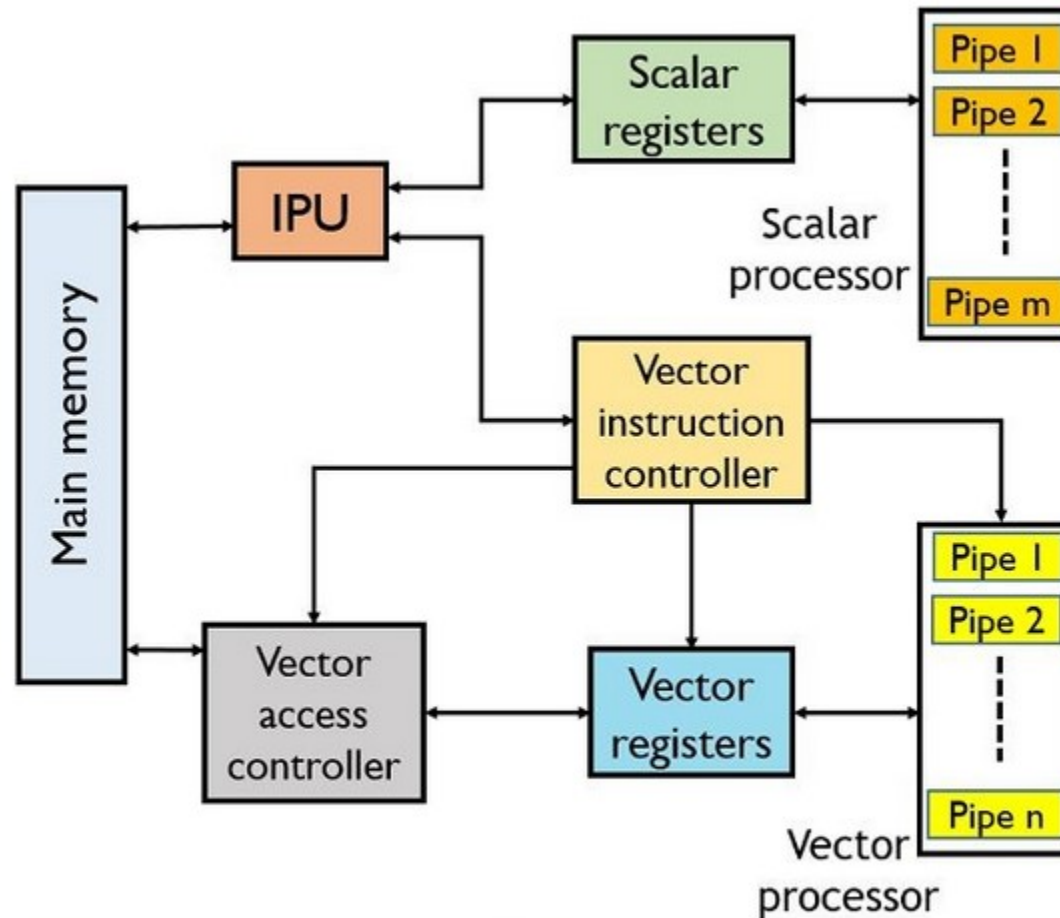 Pipe 1
Pipe 2
Pipe m
Scalar
registers
Scalar
processor
IPU
Main memory
Vector
instruction
controller
Pipe 1
Pipe 2
Pipe n
Vector
access
controller
Vector
registers
Vector
processor